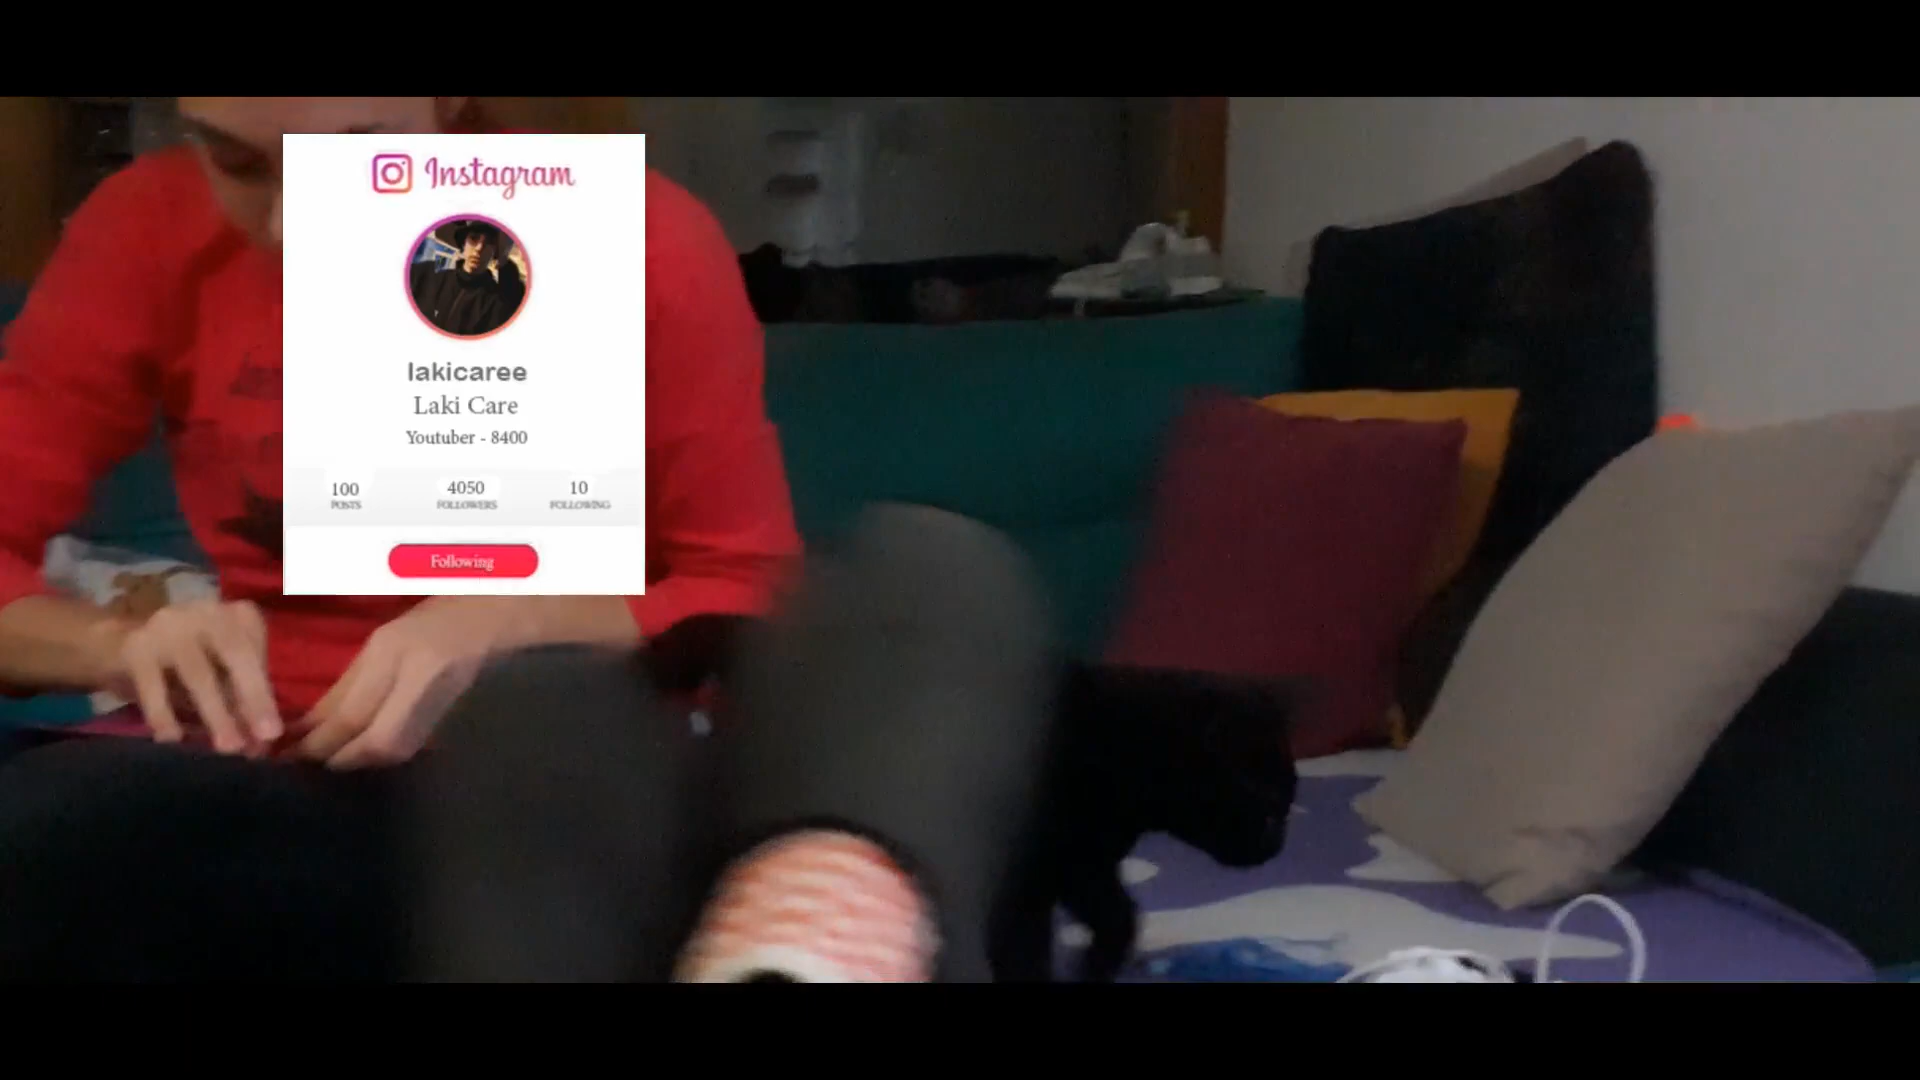 Instagram
lakicaree
Laki Care
Youtuber - 8400
100 4050 10
POSTS FOLLOWERS FOLLOWING
Following